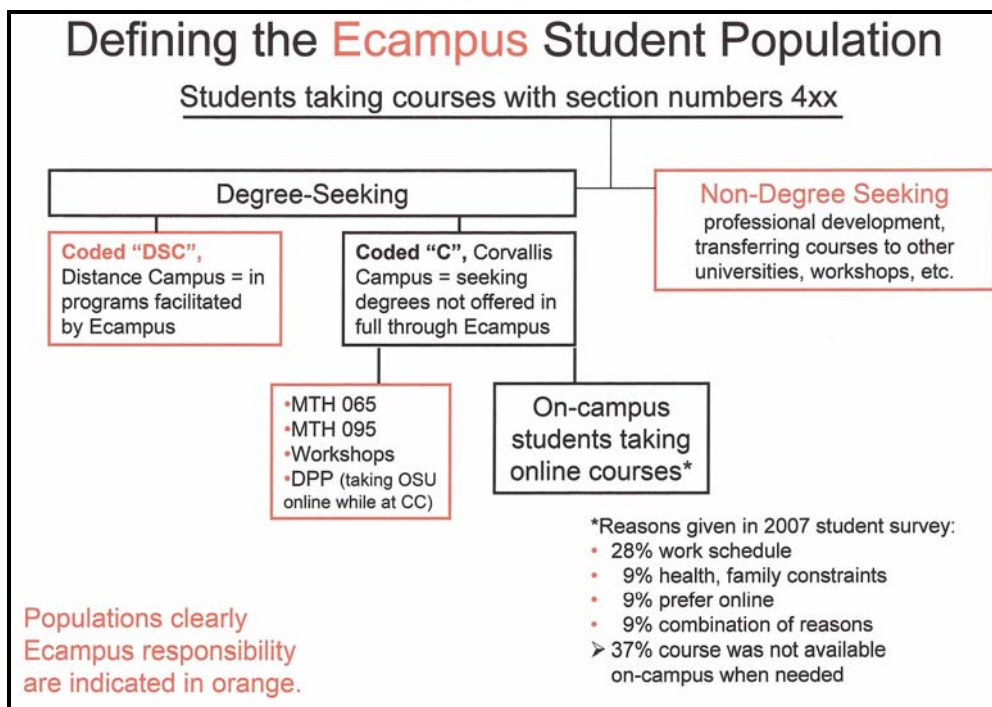 Defining the Ecampus Student Population
Students taking courses with section numbers 4xx
Degree-Seeking
Non-Degree Seeking
professional development,
transferring courses to other
universities, workshops, etc.
Coded "DSC",
Distance Campus = in
programs facilitated
by Ecampus
Coded "C", Corvallis
Campus = seeking
degrees not offered in
full through Ecampus
•MTH 065
•MTH 095
•Workshops
•DPP (taking OSU
online while at CC)
On-campus
students taking
online courses*
*Reasons given in 2007 student survey:
• 28% work schedule
• 9% health, family constraints
• 9% prefer online
• 9% combination of reasons
➢ 37% course was not available
on-campus when needed
Populations clearly
Ecampus responsibility
are indicated in orange.